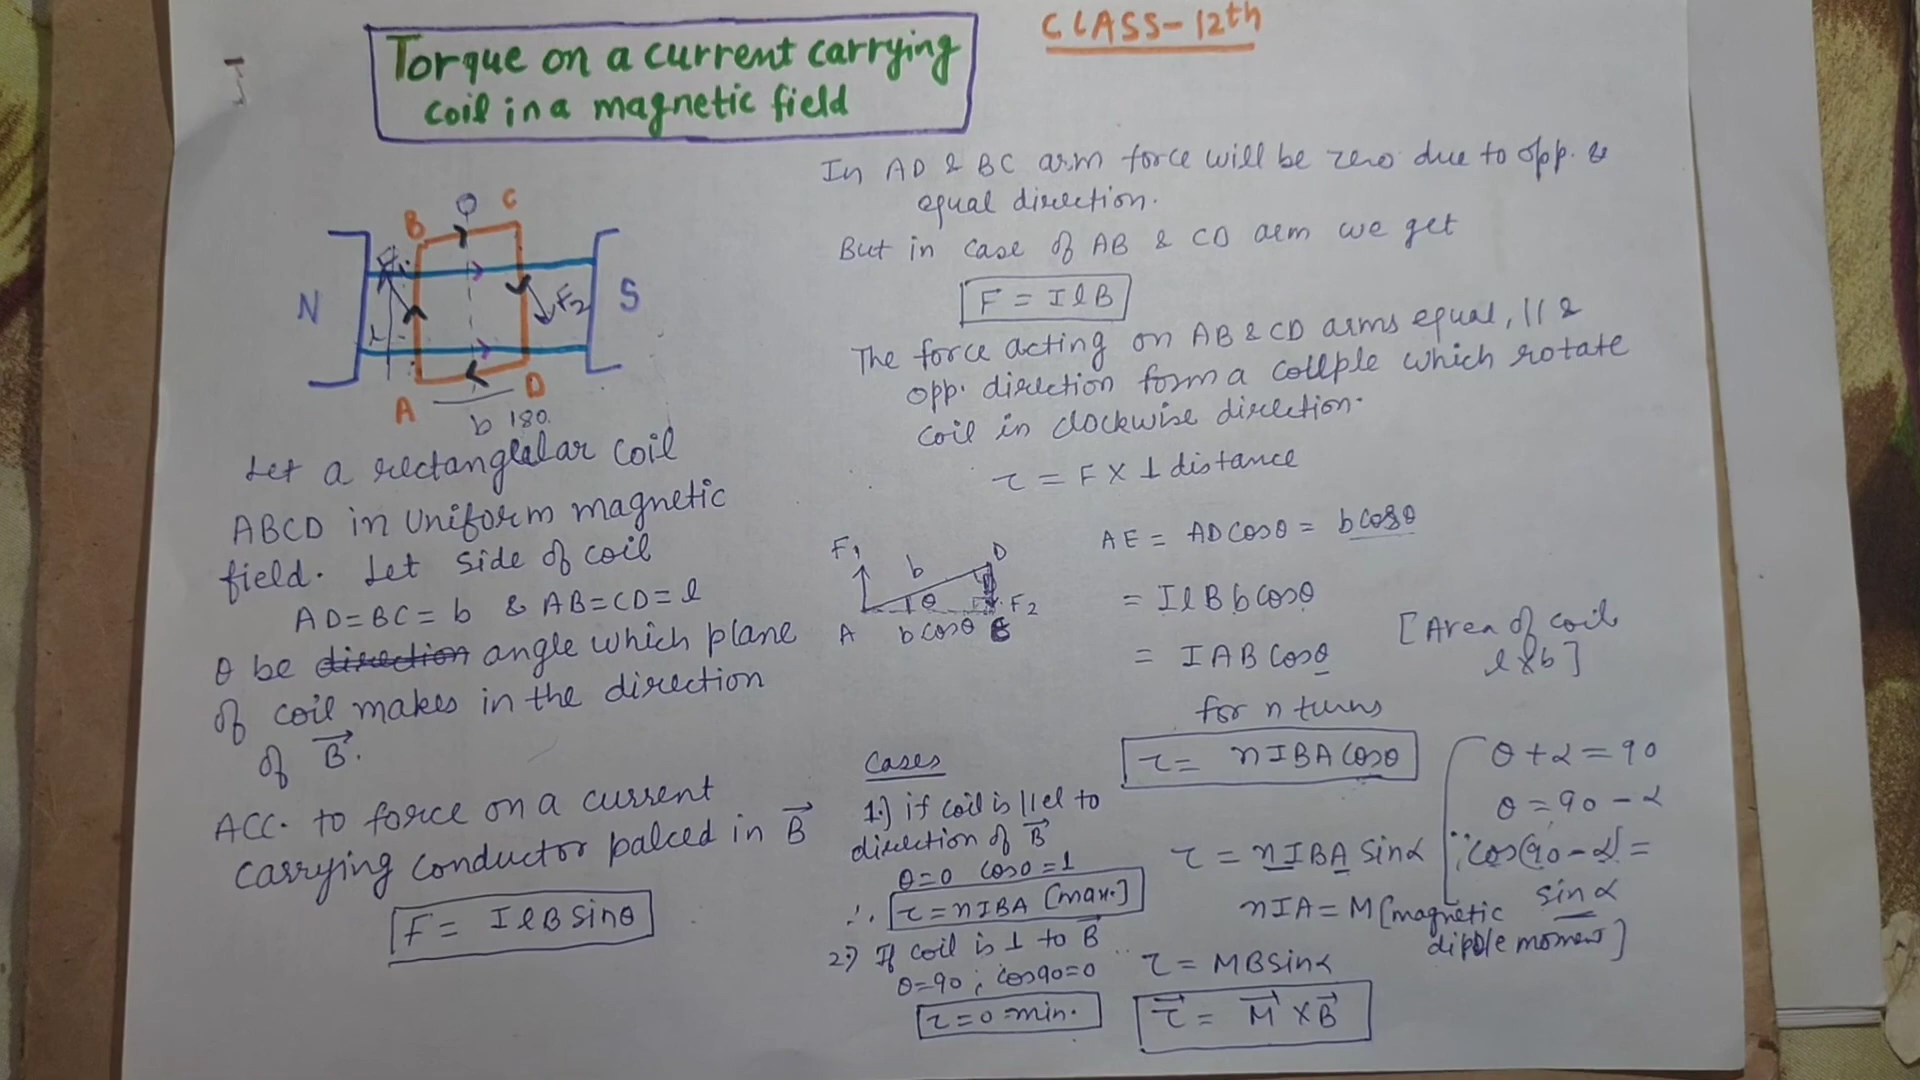 CLASS-12th
Torque on a current carrying
coil in a magnetic field
B
C
N
S
F2
A
D
b 180.
Let a rectanglular coil
ABCD in Uniform magnetic
field. Let side of coil
AD=BC= b & AB=CD=l
θ be direction angle which plane
of coil makes in the direction
of B⃗.
ACC. to force on a current
carrying conductor palced in B⃗
F = IlB sinθ
In AD & BC arm force will be zero due to opp. &
equal direction.
But in case of AB & CD arm we get
F = IlB
The force acting on AB & CD arms equal, || &
opp. direction form a couple which rotate
coil in clockwise direction.
τ = F X ⊥ distance
F1
b
D
θ
F2
A
b cosθ
AE = AD cosθ = b cosθ
= IlB b cosθ
= IAB cosθ
[Area of coil
l x b]
for n turns
τ = nIBA cosθ
θ+α = 90
θ = 90-α
∵ cos(90-α) =
sin α
τ = nIBA sinα
nIA = M [magnetic
dipole moment]
τ = MBsinα
τ⃗ = M⃗ X B⃗
Cases
1.) if coil is ||el to
direction of B⃗
θ=0 cos0=1
∴ τ = nIBA [max.]
2.) If coil is ⊥ to B⃗
θ=90 ; cos90=0
τ = 0 min.